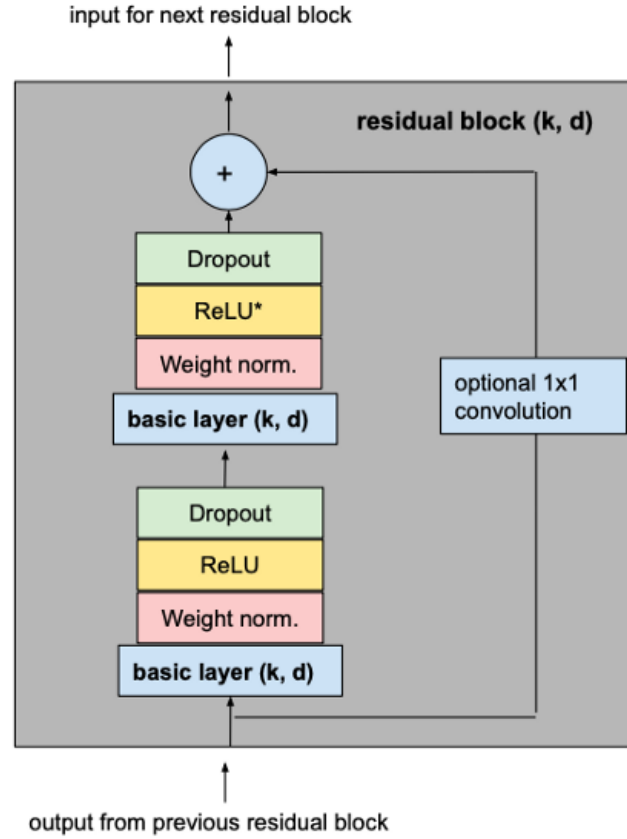 input for next residual block
residual block (k, d)
+
Dropout
ReLU*
Weight norm.
basic layer (k, d)
optional 1x1
convolution
Dropout
ReLU
Weight norm.
basic layer (k, d)
output from previous residual block